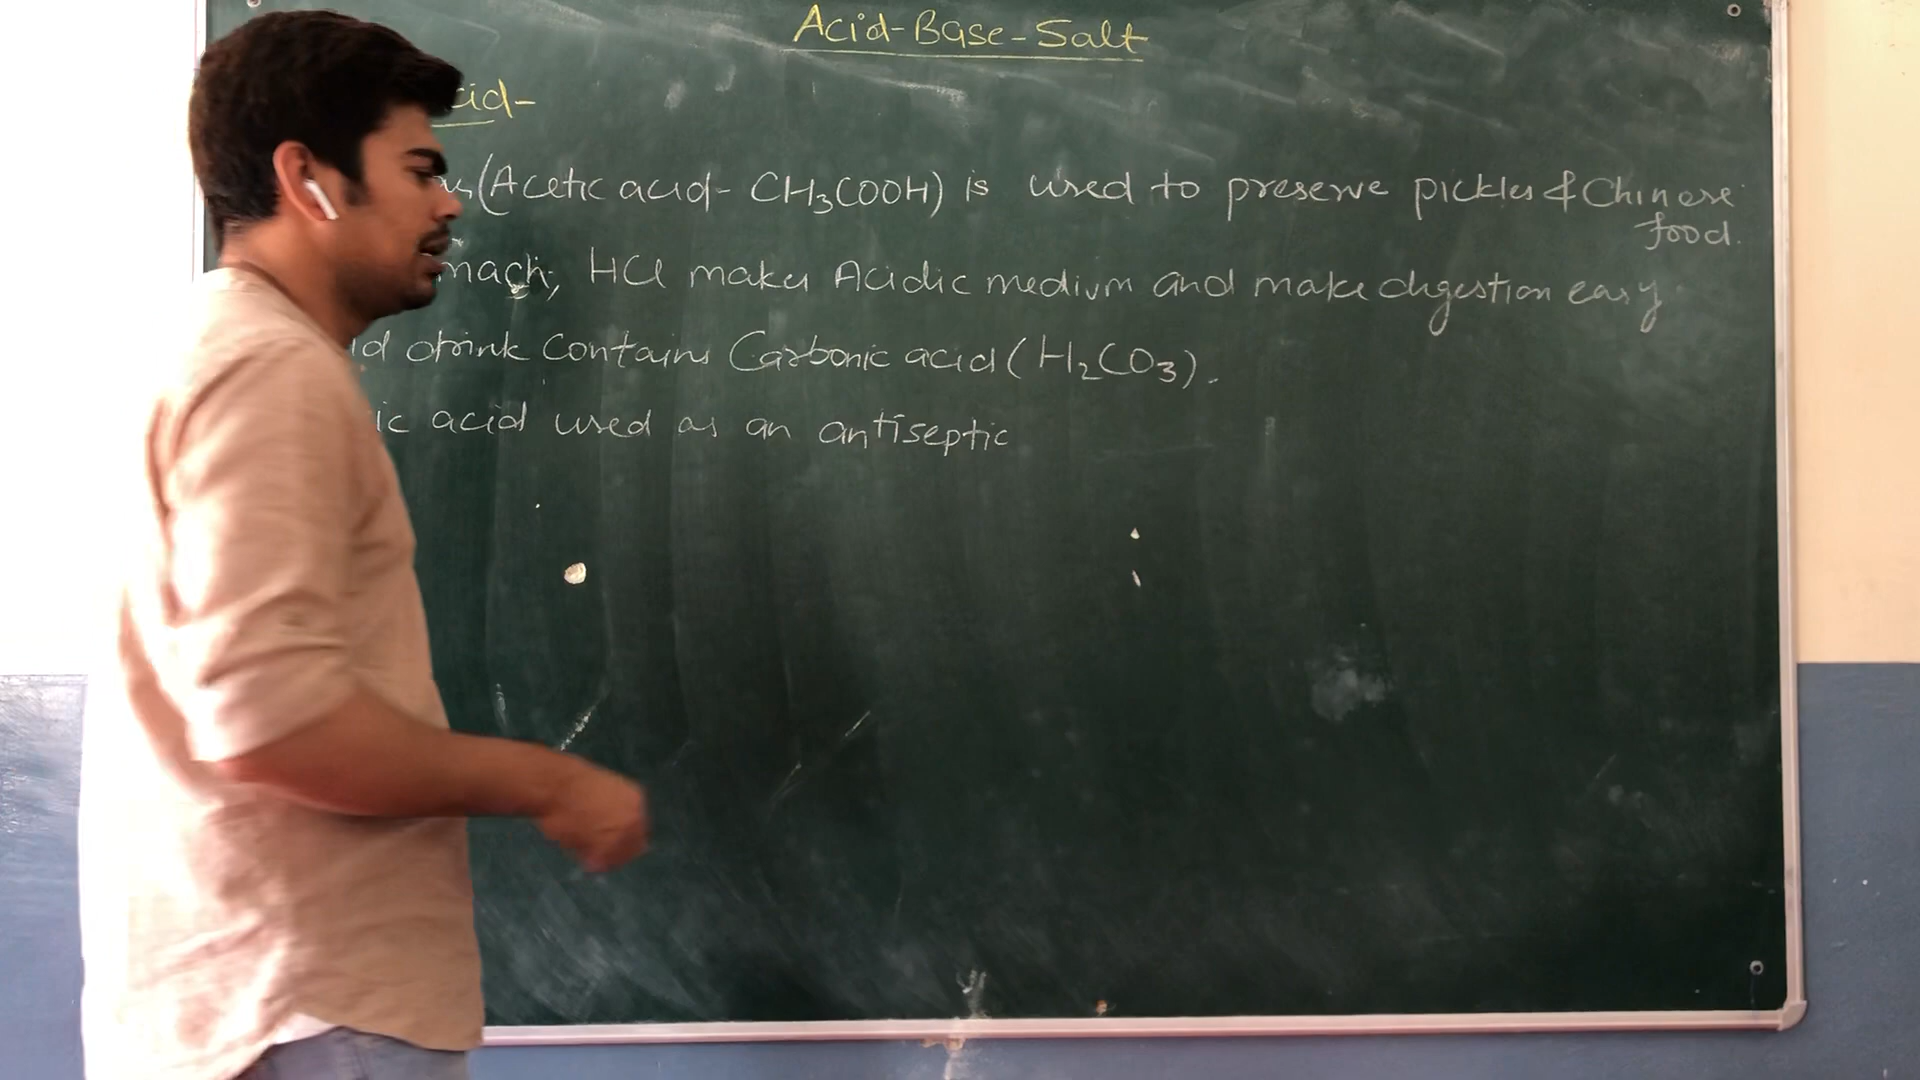 Acid-Base-Salt
cid-
(Acetic acid- CH₃COOH) is used to preserve pickles & Chinese
food.
mach, HCl makes Acidic medium and make digestion easy
drink Contains Carbonic acid (H₂CO₃).
ic acid used as an antiseptic